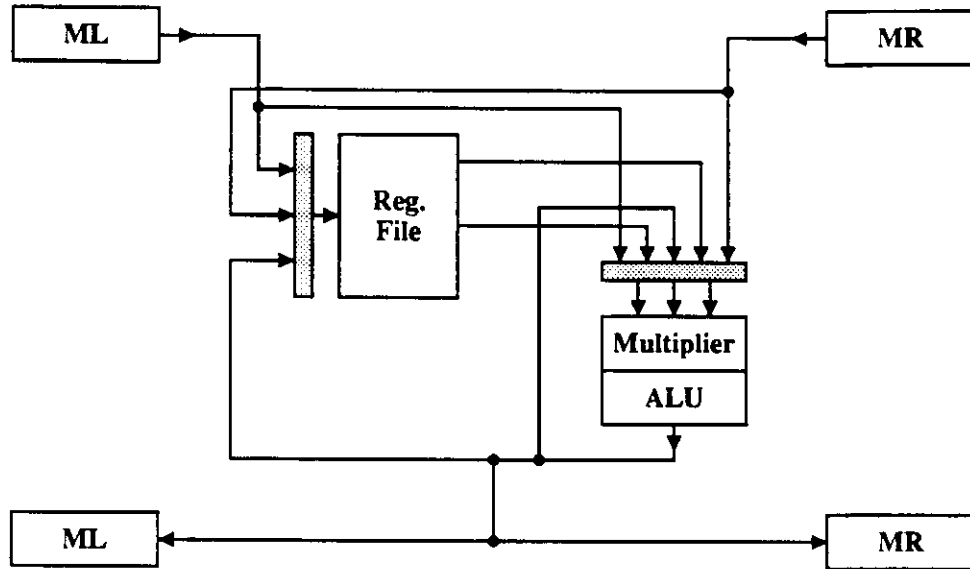 ML
MR
Reg.
File
Multiplier
ALU
ML
MR